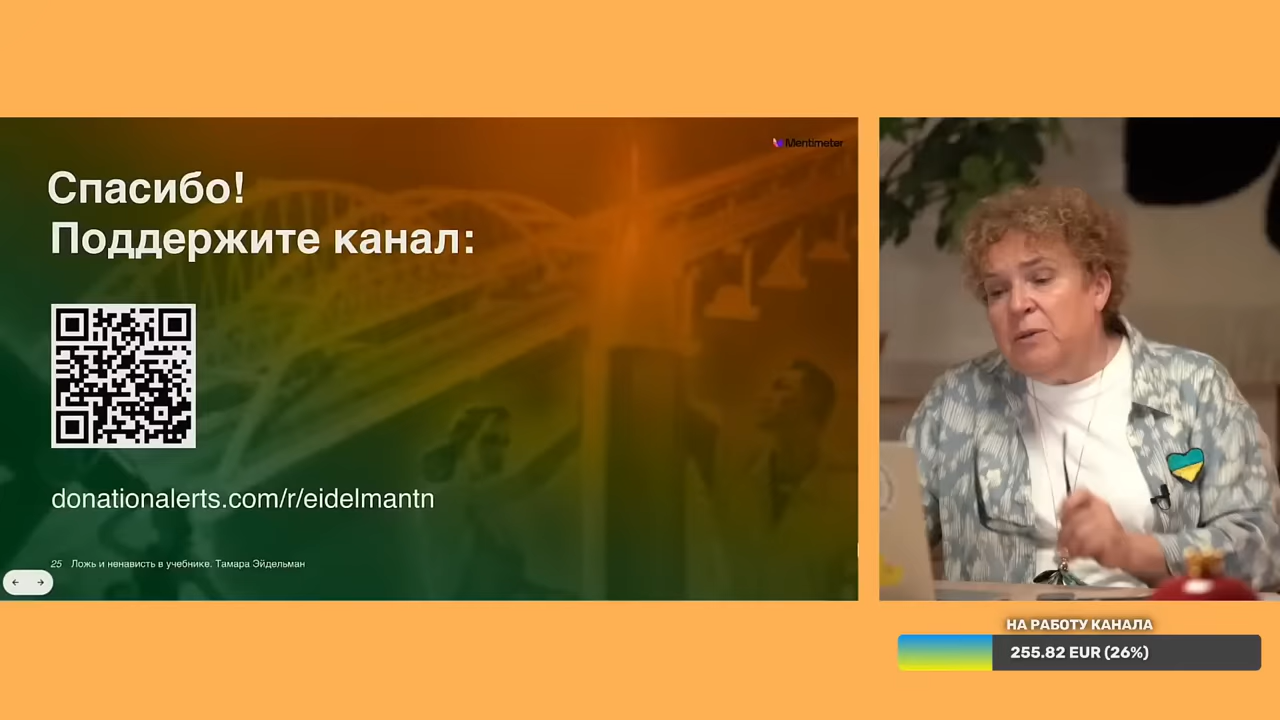 Mentimeter
Спасибо!
Поддержите канал:
donationalerts.com/r/eidelmantn
25 Ложь и ненависть в учебнике. Тамара Эйдельман
НА РАБОТУ КАНАЛА
255.82 EUR (26%)